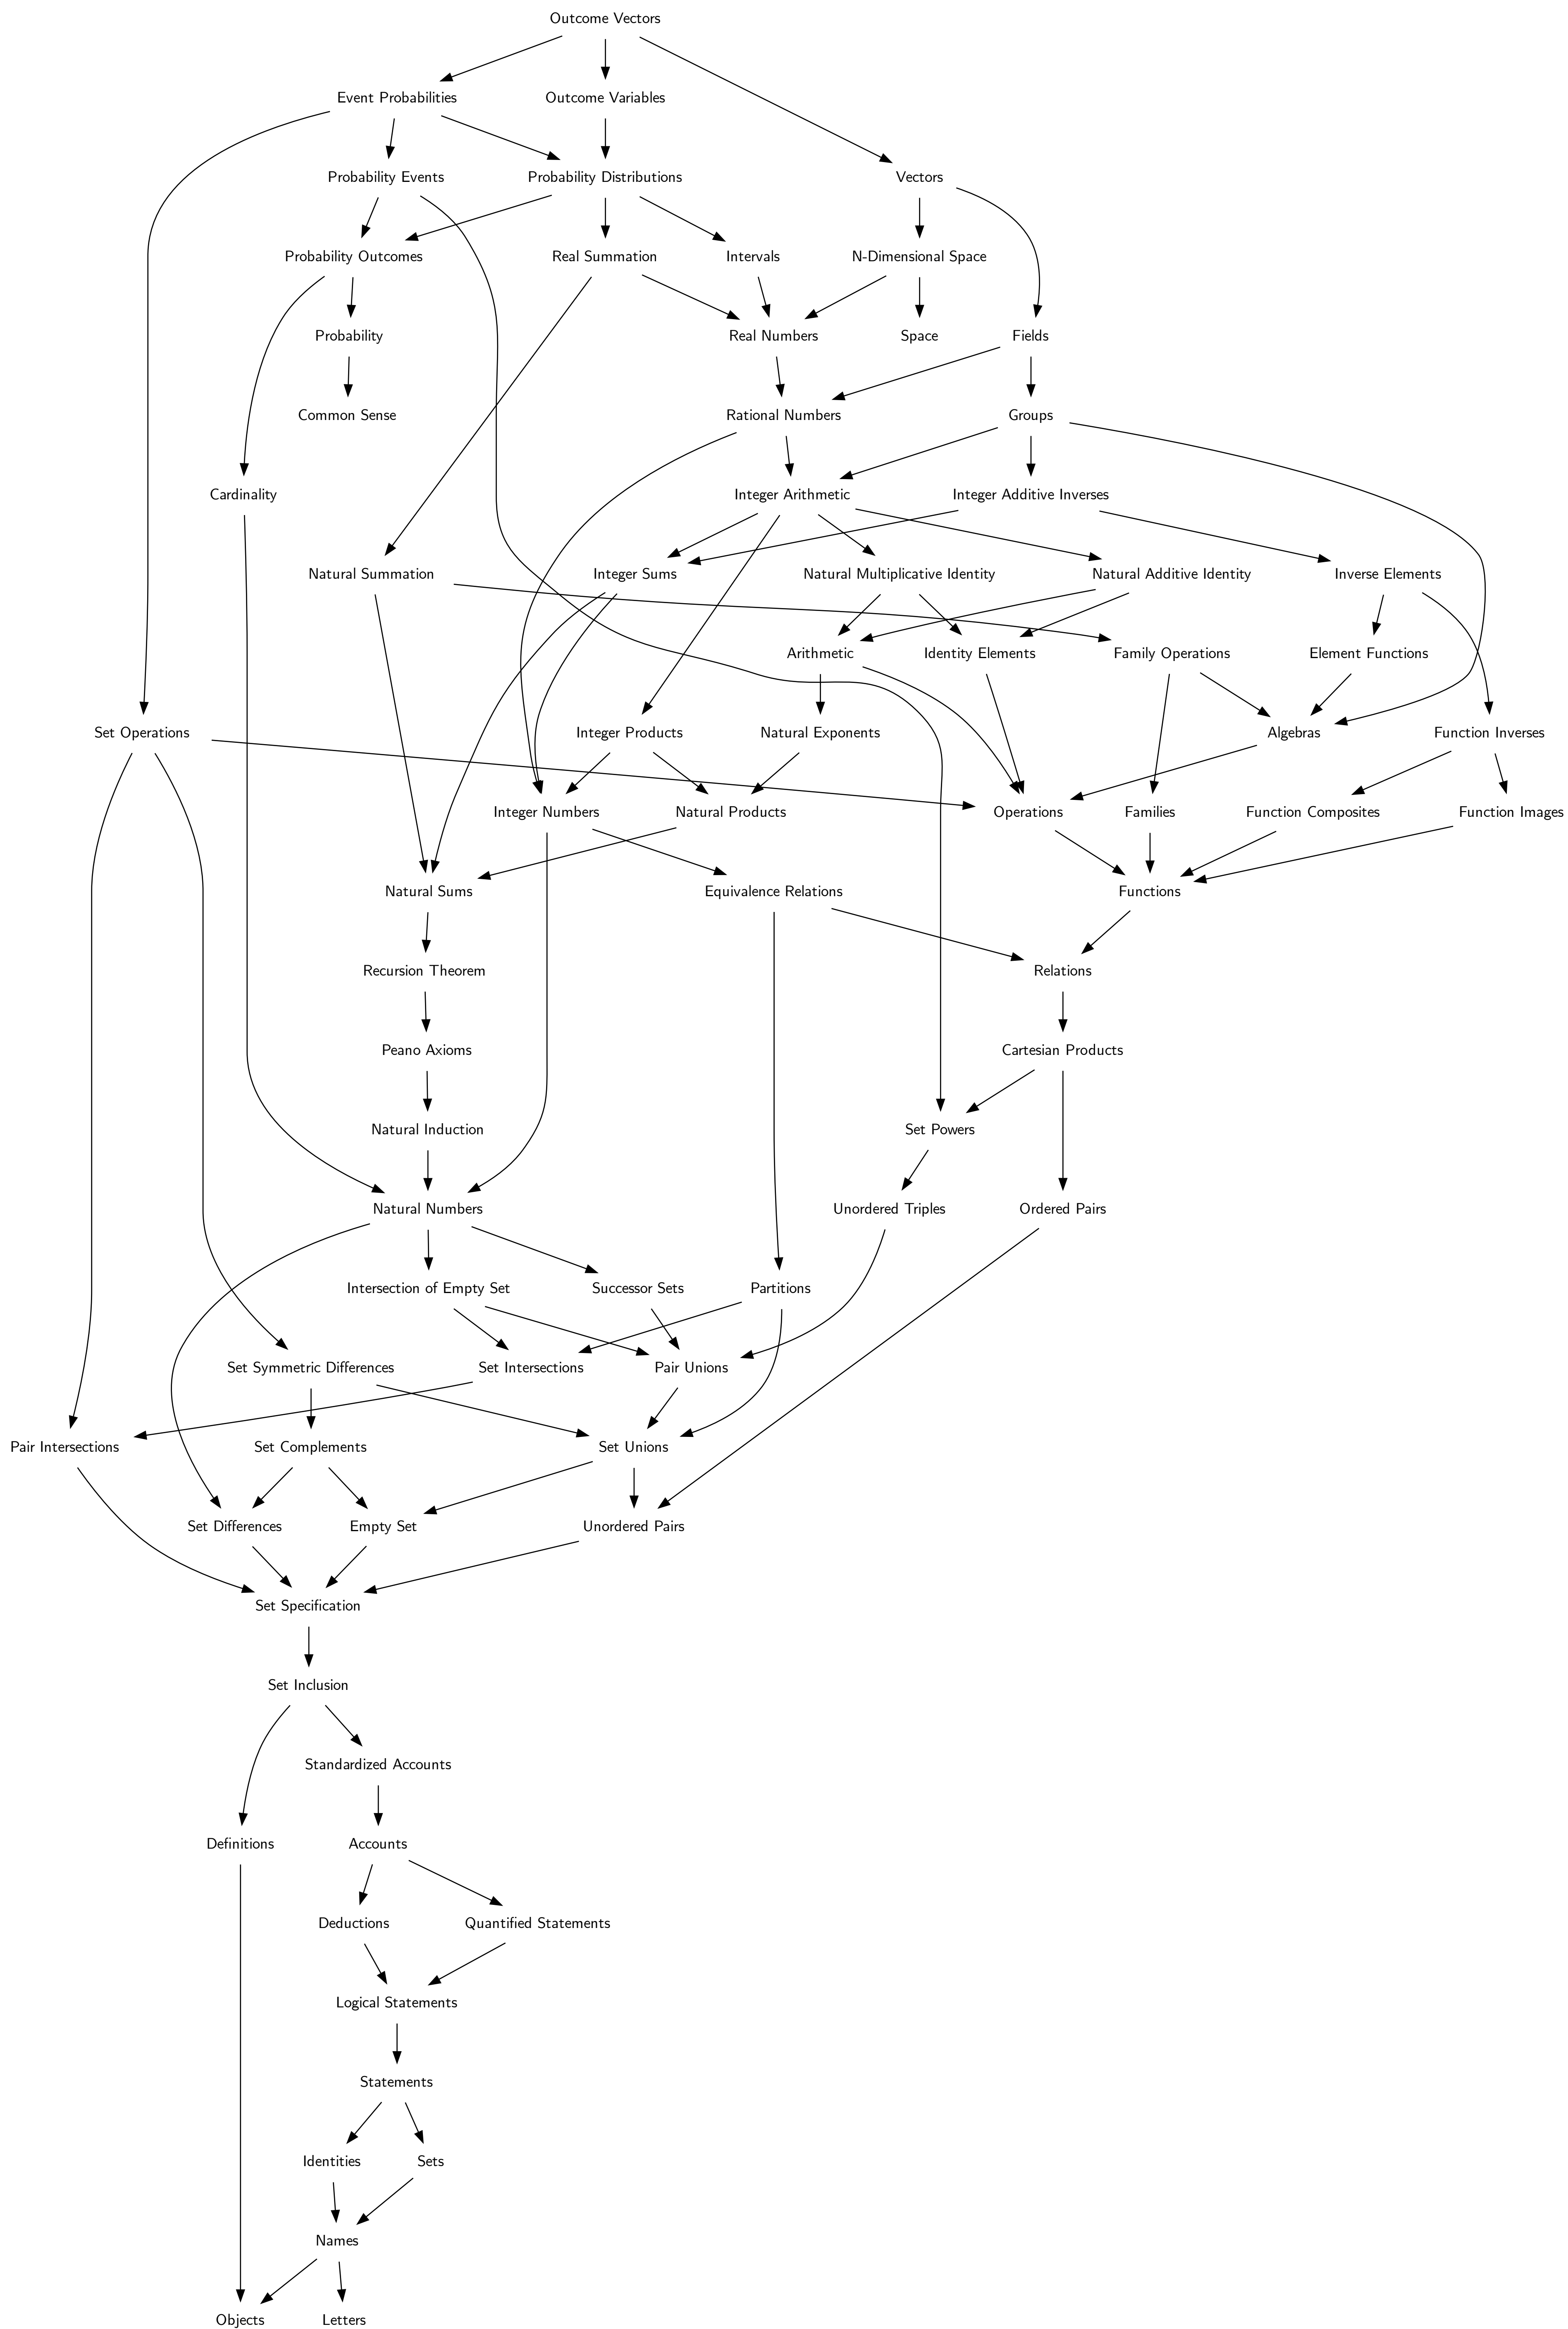 Outcome Vectors
Event Probabilities
Outcome Variables
Probability Events
Probability Distributions
Vectors
Probability Outcomes
Real Summation
Intervals
N-Dimensional Space
Probability
Real Numbers
Space
Fields
Common Sense
Rational Numbers
Groups
Cardinality
Integer Arithmetic
Integer Additive Inverses
Natural Summation
Integer Sums
Natural Multiplicative Identity
Natural Additive Identity
Inverse Elements
Arithmetic
Identity Elements
Family Operations
Element Functions
Set Operations
Integer Products
Natural Exponents
Algebras
Function Inverses
Integer Numbers
Natural Products
Operations
Families
Function Composites
Function Images
Natural Sums
Equivalence Relations
Functions
Recursion Theorem
Relations
Peano Axioms
Cartesian Products
Natural Induction
Set Powers
Natural Numbers
Unordered Triples
Ordered Pairs
Intersection of Empty Set
Successor Sets
Partitions
Set Symmetric Differences
Set Intersections
Pair Unions
Pair Intersections
Set Complements
Set Unions
Set Differences
Empty Set
Unordered Pairs
Set Specification
Set Inclusion
Standardized Accounts
Definitions
Accounts
Deductions
Quantified Statements
Logical Statements
Statements
Identities
Sets
Names
Objects
Letters